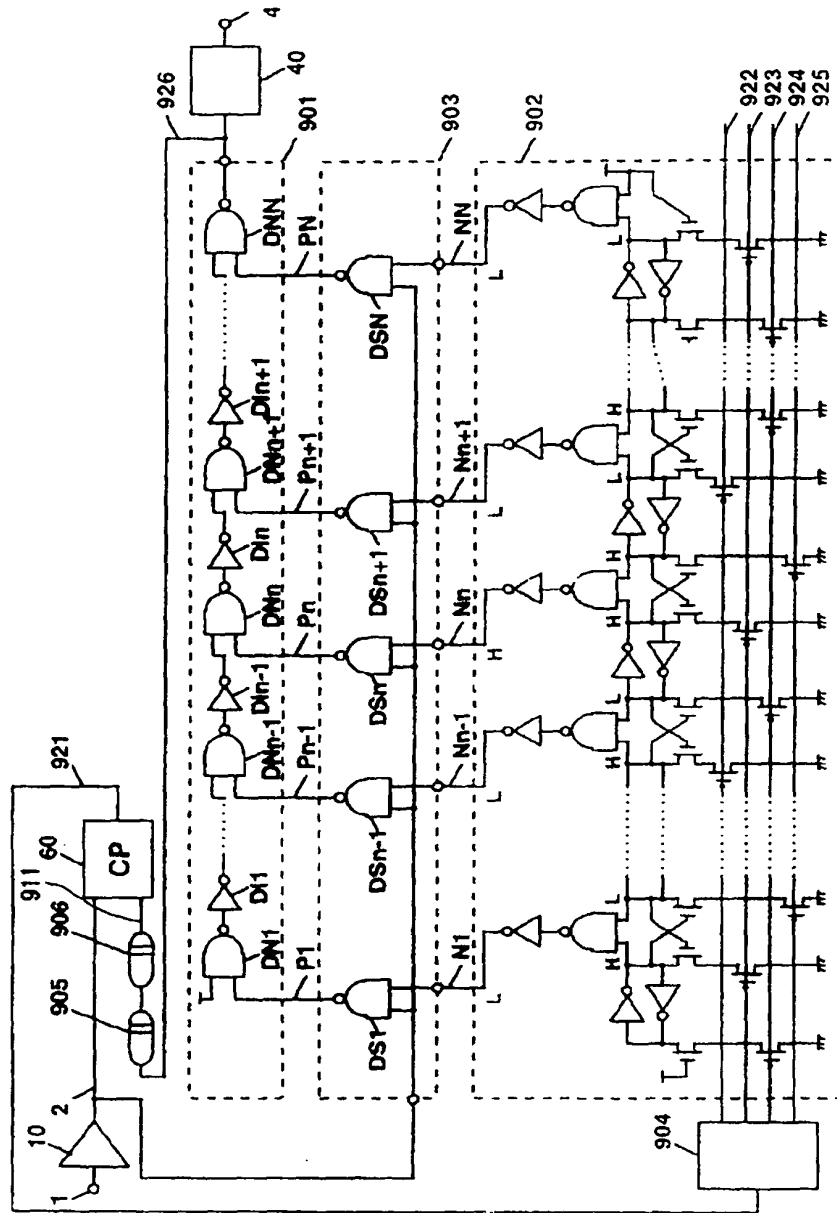 1
10
2
905
906
911
60
CP
921
926
40
4
901
DN1
DI1
DNn-1
DIn-1
DNn
DIn
DNn+1
DIn+1
DNN
P1
Pn-1
Pn
Pn+1
PN
903
DS1
DSn-1
DSn
DSn+1
DSN
902
N1
Nn-1
Nn
Nn+1
NN
L
L
H
L
L
H
L
H
L
H
H
L
H
L
904
922
923
924
925